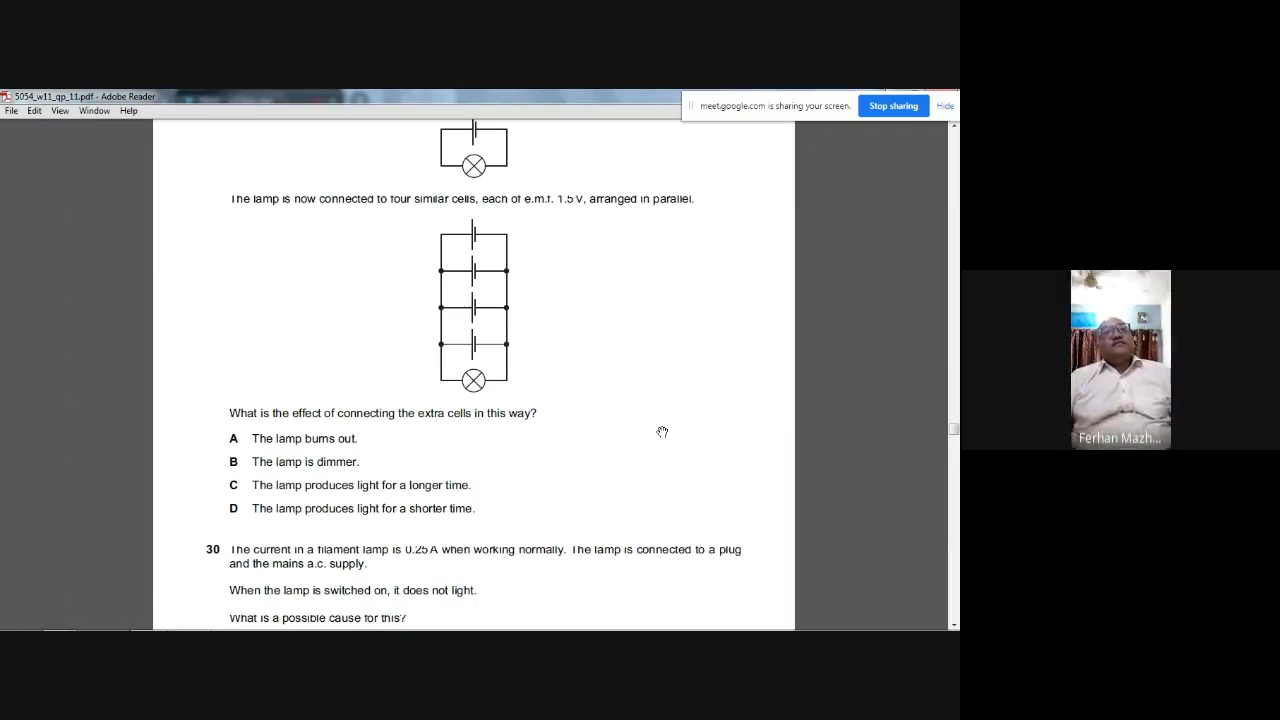 5054_w11_qp_11.pdf - Adobe Reader
File Edit View Window Help
meet.google.com is sharing your screen.
Stop sharing
Hide
The lamp is now connected to four similar cells, each of e.m.f. 1.5 V, arranged in parallel.
What is the effect of connecting the extra cells in this way?
A The lamp burns out.
B The lamp is dimmer.
C The lamp produces light for a longer time.
D The lamp produces light for a shorter time.
30 The current in a filament lamp is 0.25 A when working normally. The lamp is connected to a plug
and the mains a.c. supply.
When the lamp is switched on, it does not light.
What is a possible cause for this?
Ferhan Mazh...